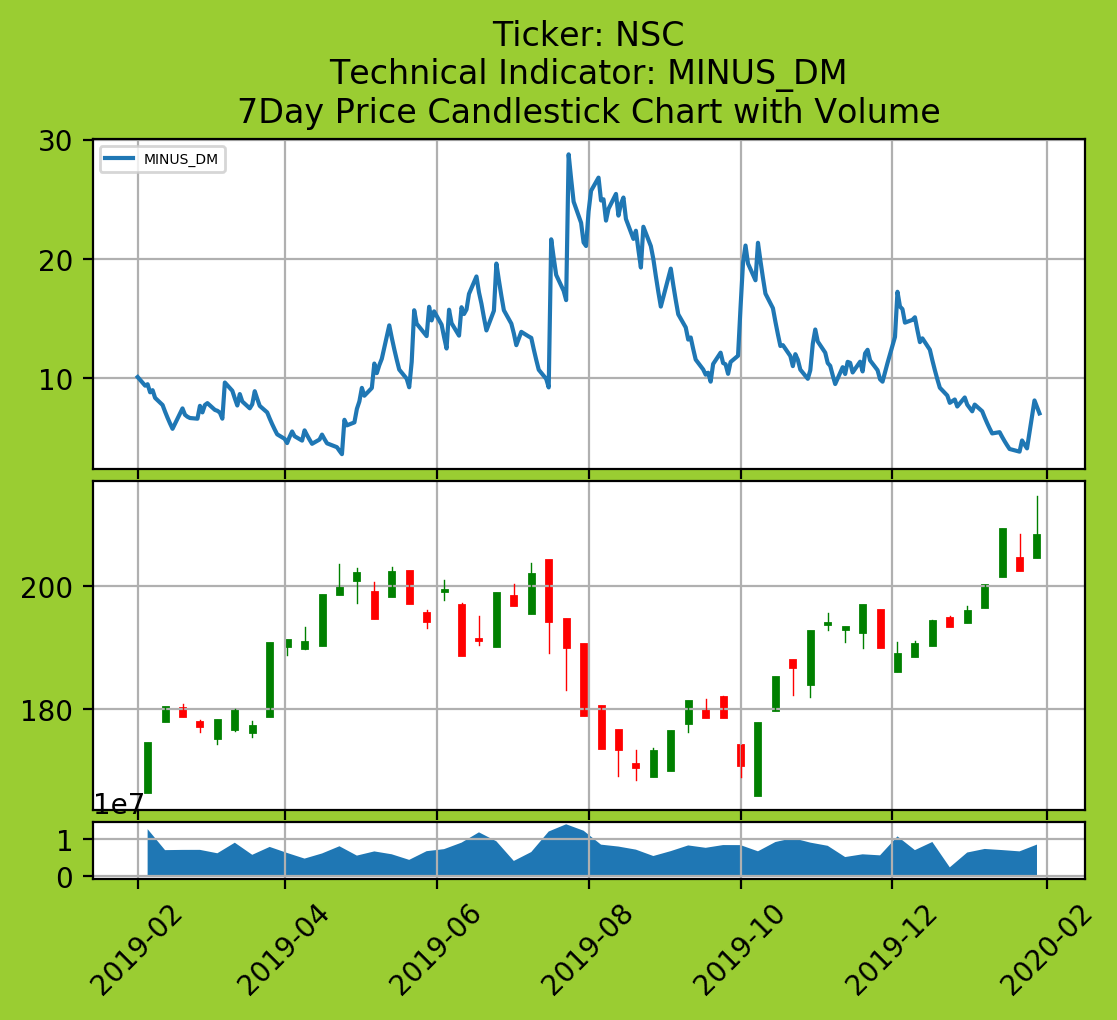 Ticker: NSC
Technical Indicator: MINUS_DM
7Day Price Candlestick Chart with Volume
30
MINUS_DM
20
10
200
180
1e7
1
0
2019-02
2019-04
2019-06
2019-08
2019-10
2019-12
2020-02